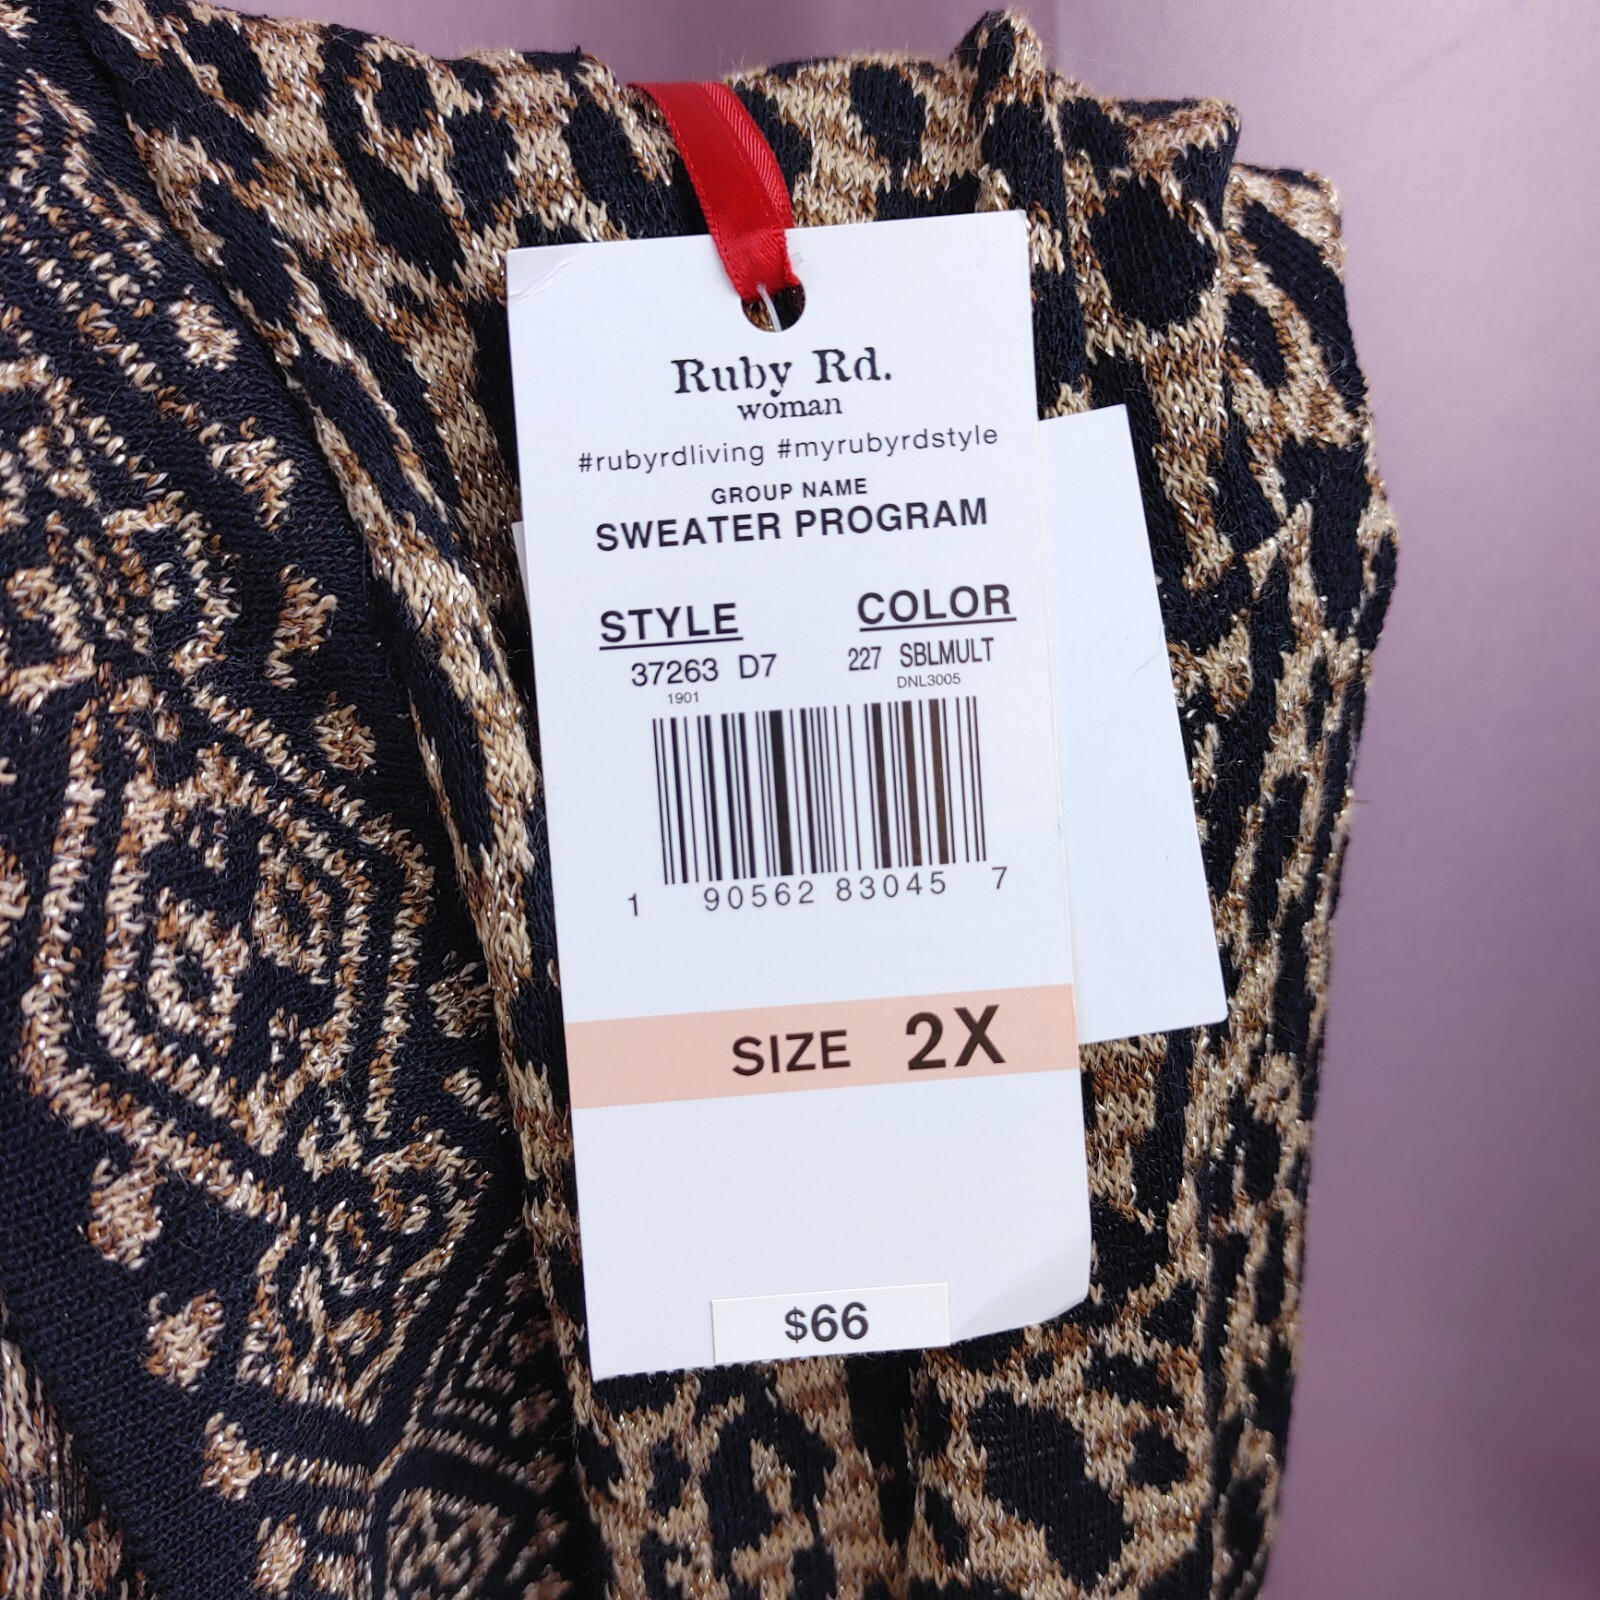 Ruby Rd.
woman
#rubyrdliving #myrubyrdstyle
GROUP NAME
SWEATER PROGRAM
STYLE COLOR
37263 D7 227 SBLMULT
1901 DNL3005
1 90562 83045 7
SIZE 2X
$66